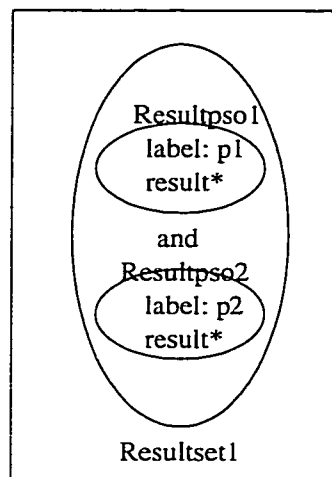 Resultpso1
label: p1
result*
and
Resultpso2
label: p2
result*
Resultset1